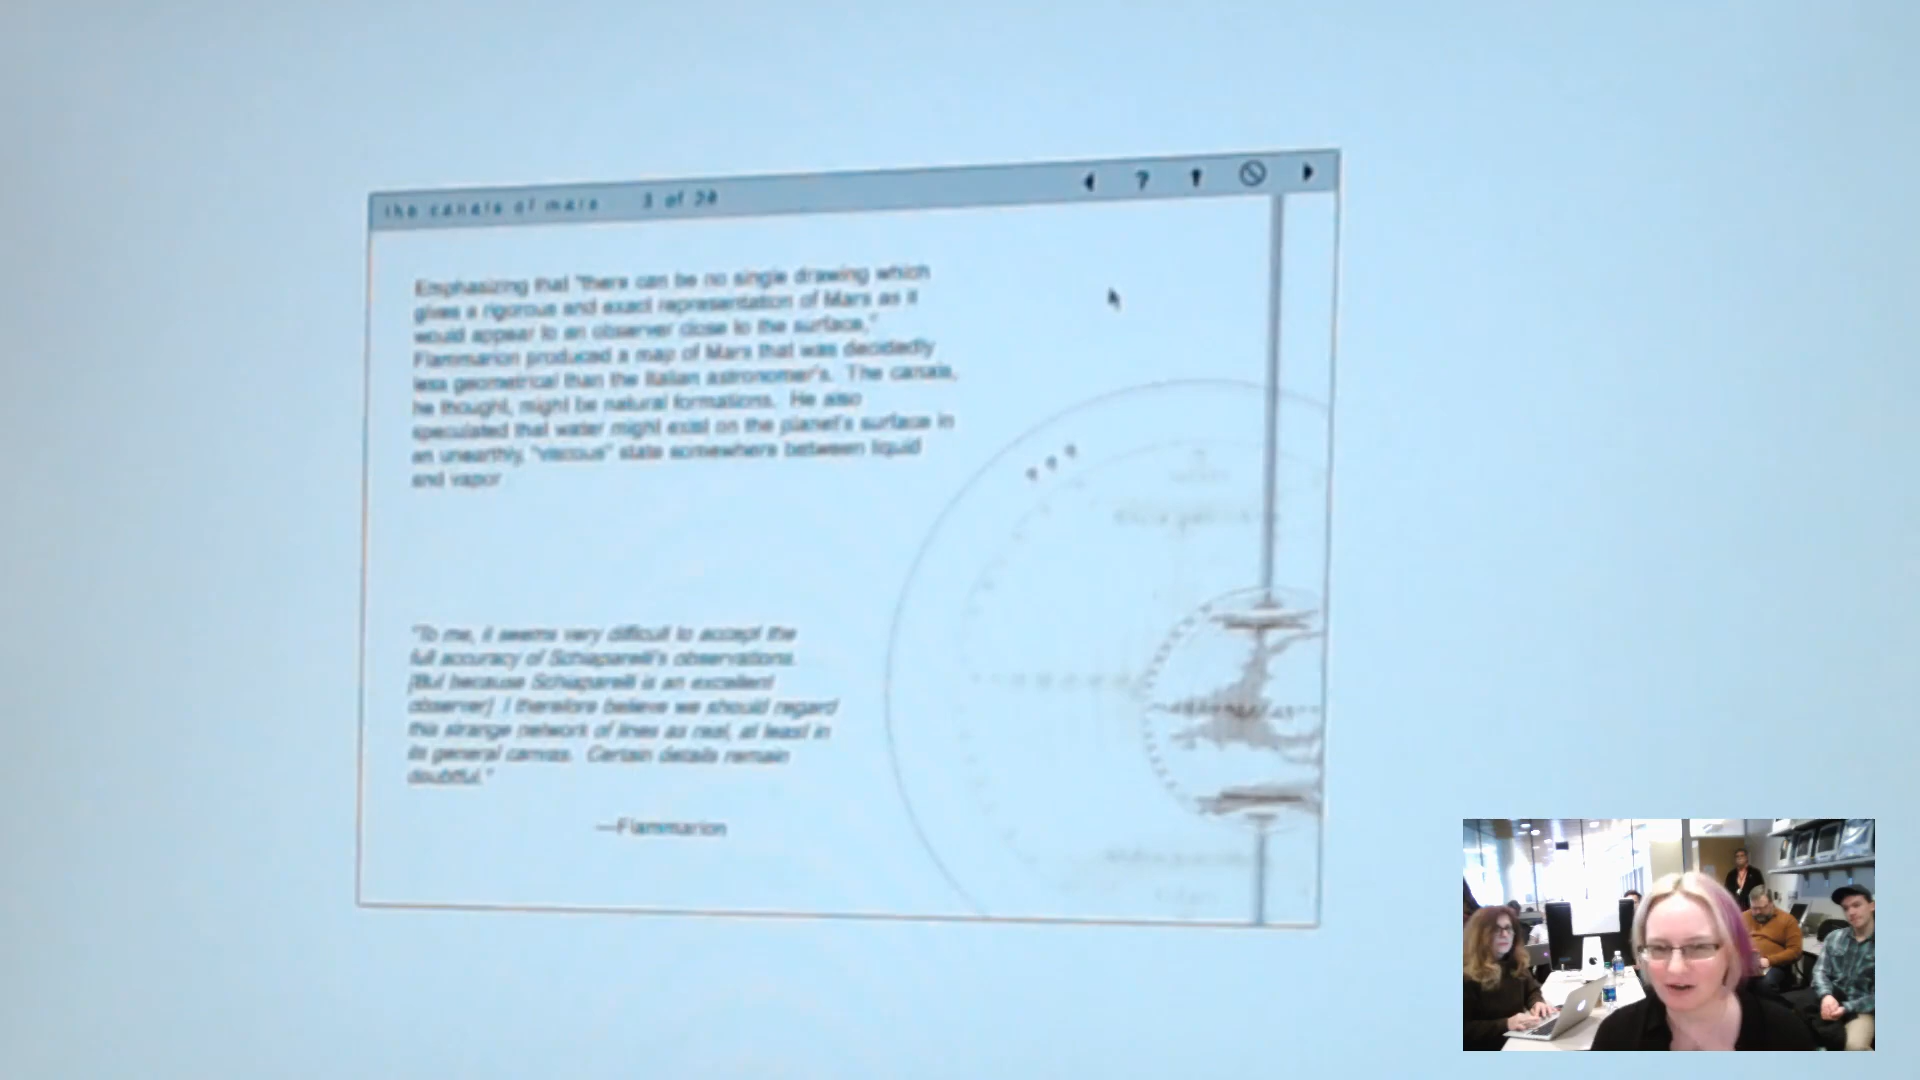 the canals of mars 3 of 20
?
Emphasizing that "there can be no single drawing which
gives a rigorous and exact representation of Mars as it
would appear to an observer close to the surface,"
Flammarion produced a map of Mars that was decidedly
less geometrical than the Italian astronomer's. The canals,
he thought, might be natural formations. He also
speculated that water might exist on the planet's surface in
an unearthly, "viscous" state somewhere between liquid
and vapor
"To me, it seems very difficult to accept the
full accuracy of Schiaparelli's observations.
[But because Schiaparelli is an excellent
observer] I therefore believe we should regard
this strange network of lines as real, at least in
its general canvas. Certain details remain
doubtful."
—Flammarion